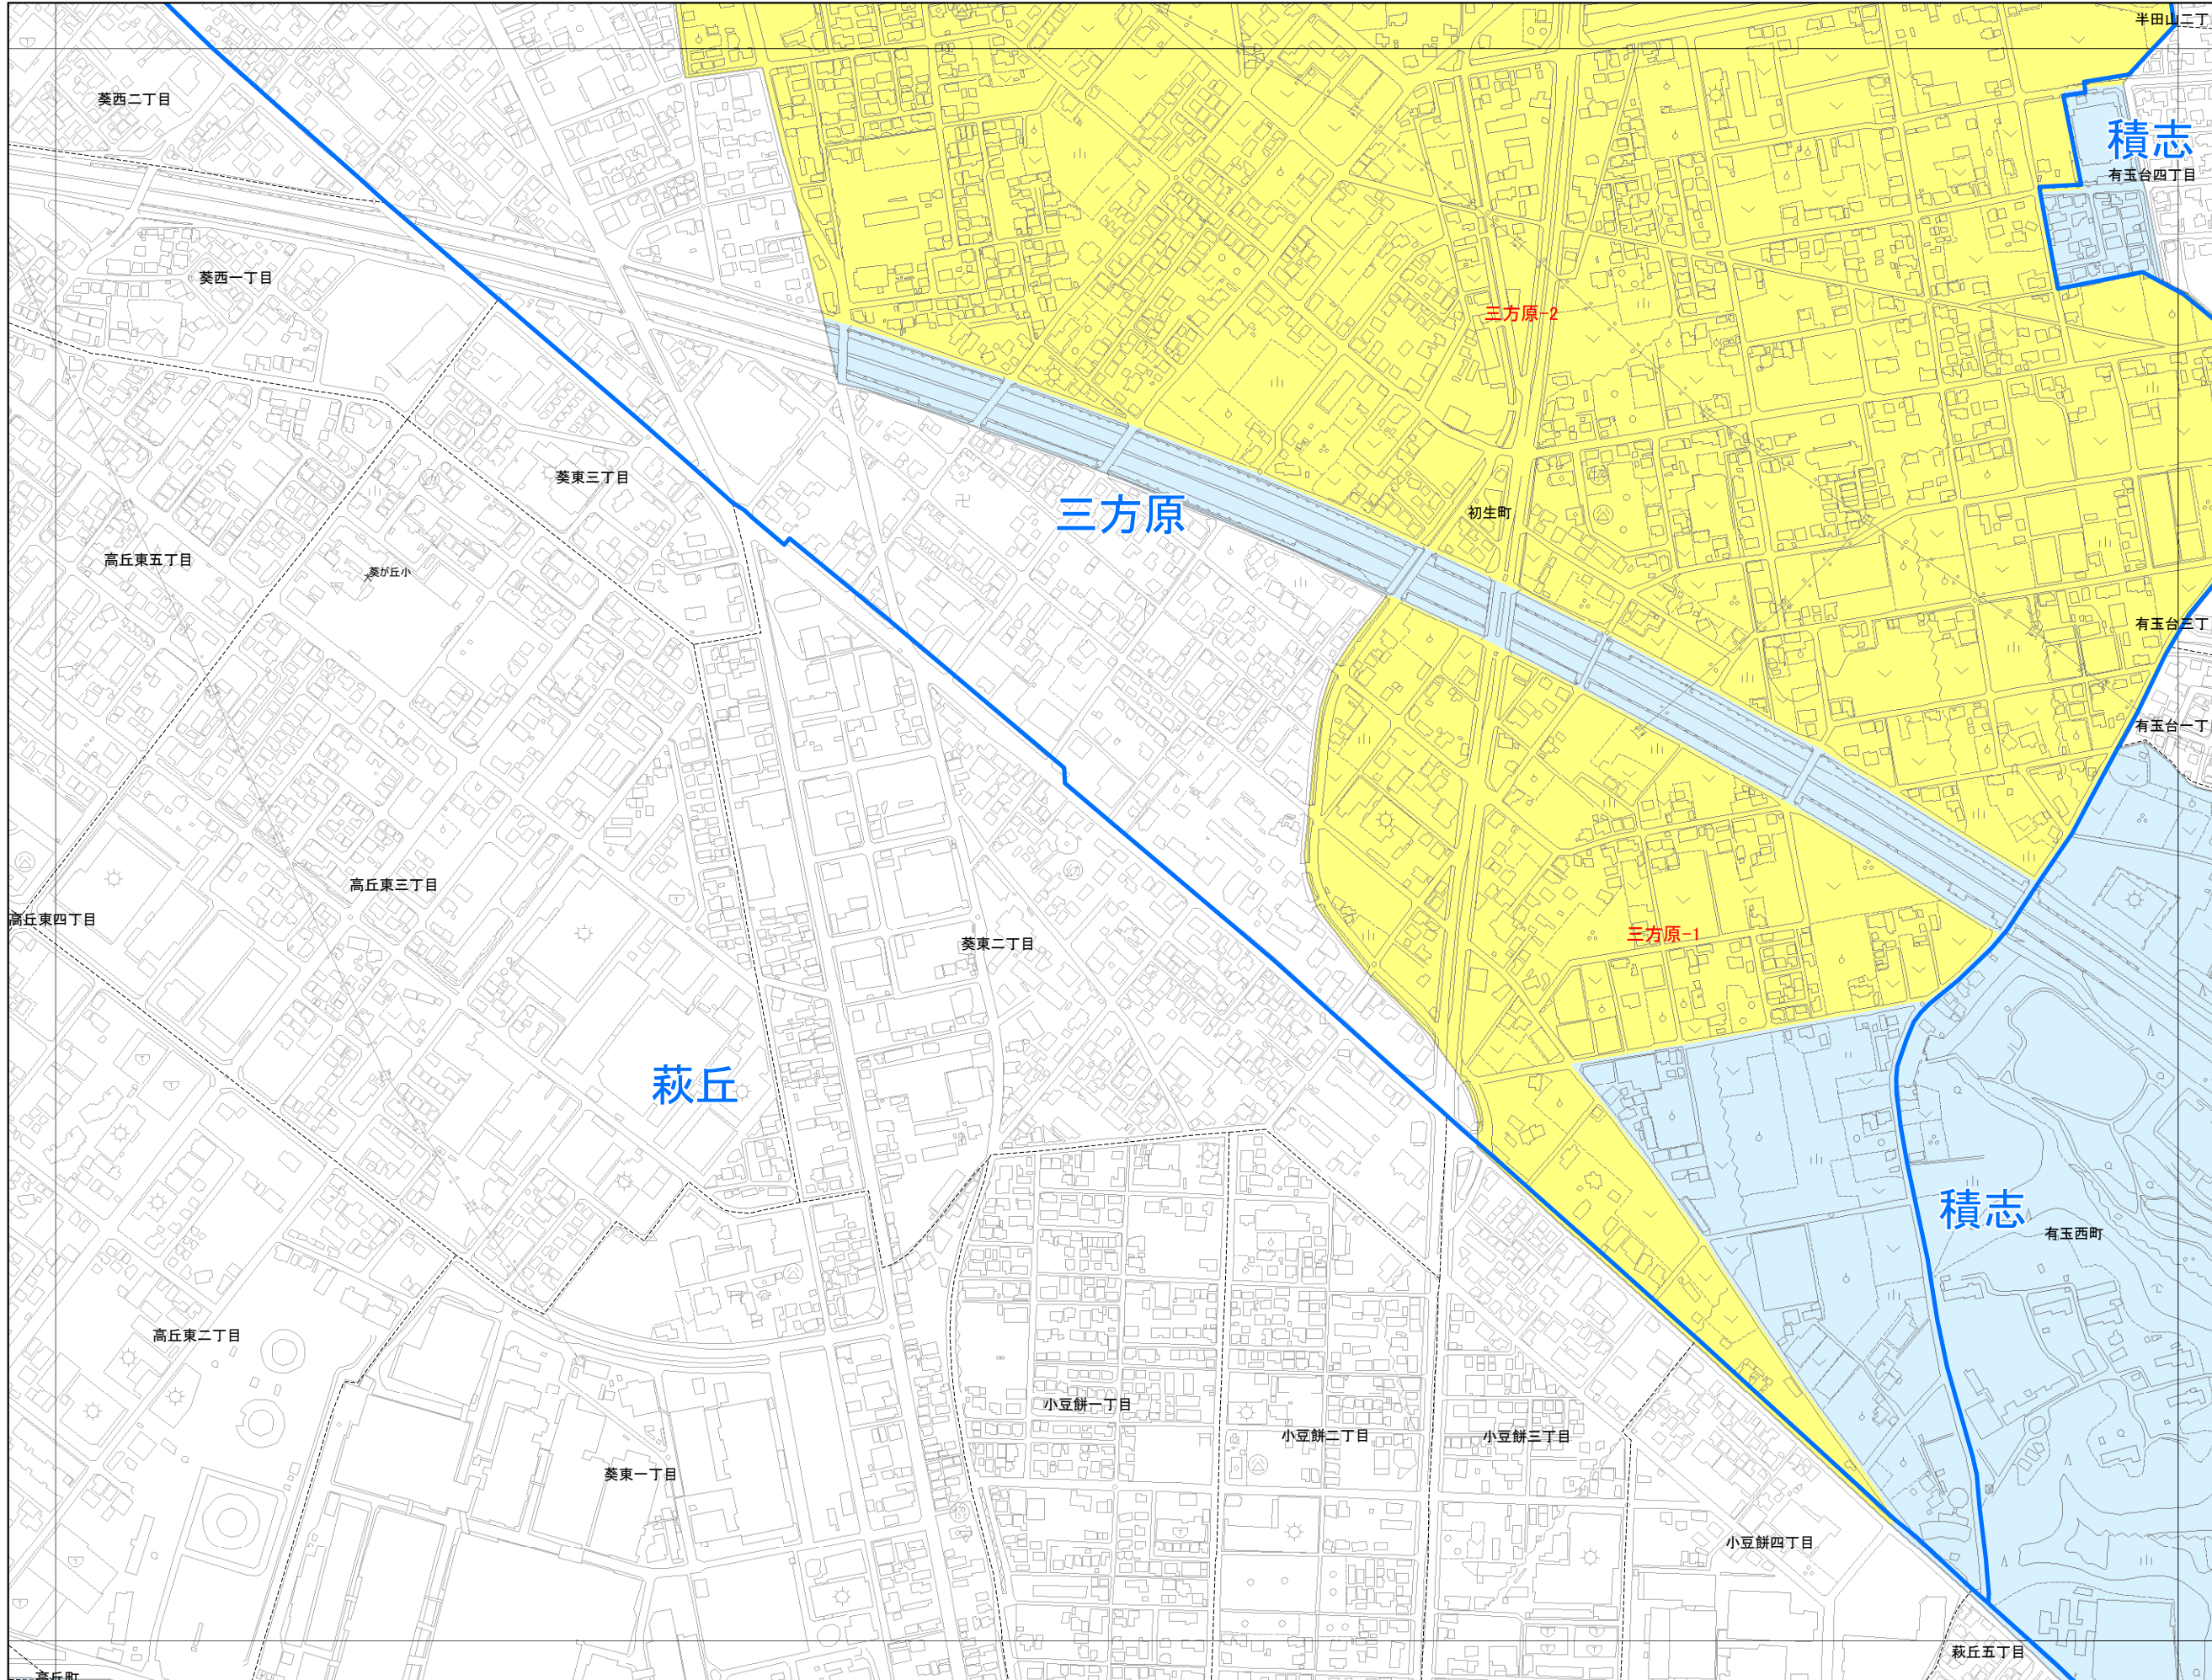 半田山二丁
葵西二丁目
積志
有玉台四丁目
葵西一丁目
三方原-2
葵東三丁目
三方原
初生町
高丘東五丁目
葵が丘小
有玉台三丁
有玉台一丁
高丘東三丁目
高丘東四丁目
葵東二丁目
三方原-1
萩丘
積志
有玉西町
高丘東二丁目
小豆餅一丁目
小豆餅二丁目
小豆餅三丁目
葵東一丁目
小豆餅四丁目
萩丘五丁目
高丘町